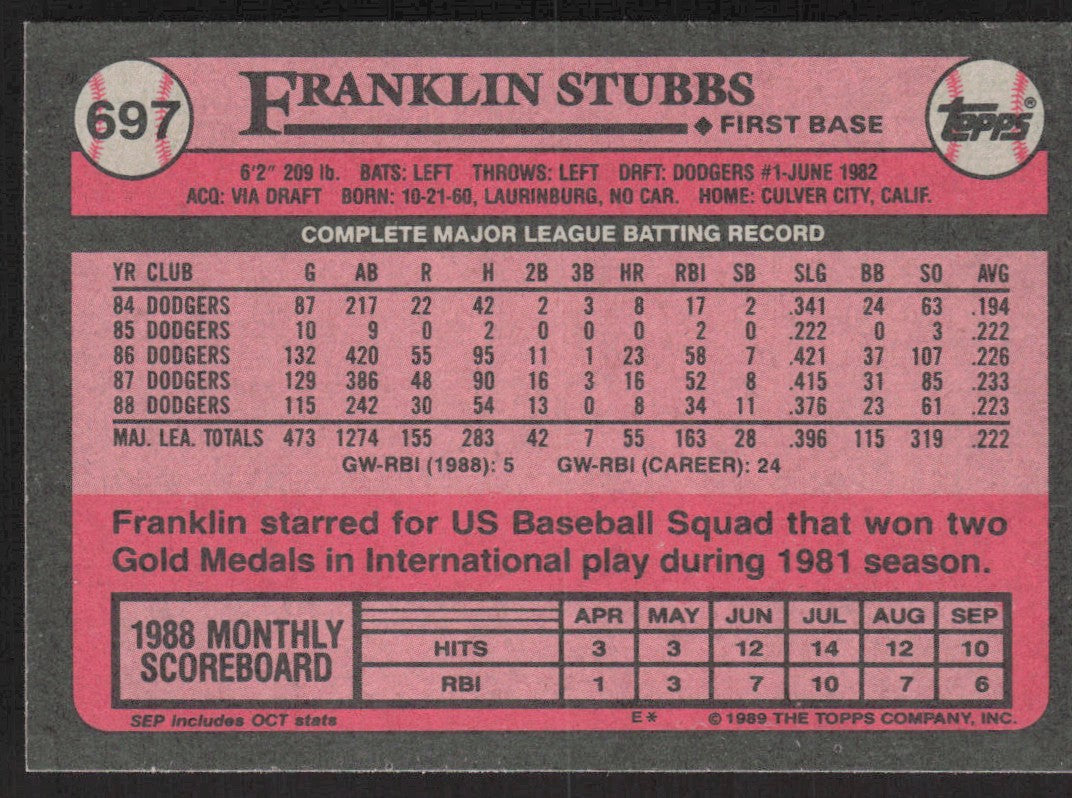 697
FRANKLIN STUBBS
◆ FIRST BASE
TOPPS®
6'2" 209 lb. BATS: LEFT THROWS: LEFT DRFT: DODGERS #1-JUNE 1982
ACQ: VIA DRAFT BORN: 10-21-60, LAURINBURG, NO CAR. HOME: CULVER CITY, CALIF.
COMPLETE MAJOR LEAGUE BATTING RECORD
YR CLUB G AB R H 2B 3B HR RBI SB SLG BB SO AVG
84 DODGERS 87 217 22 42 2 3 8 17 2 .341 24 63 .194
85 DODGERS 10 9 0 2 0 0 0 2 0 .222 0 3 .222
86 DODGERS 132 420 55 95 11 1 23 58 7 .421 37 107 .226
87 DODGERS 129 386 48 90 16 3 16 52 8 .415 31 85 .233
88 DODGERS 115 242 30 54 13 0 8 34 11 .376 23 61 .223
MAJ. LEA. TOTALS 473 1274 155 283 42 7 55 163 28 .396 115 319 .222
GW-RBI (1988): 5 GW-RBI (CAREER): 24
Franklin starred for US Baseball Squad that won two
Gold Medals in International play during 1981 season.
1988 MONTHLY
SCOREBOARD
APR MAY JUN JUL AUG SEP
HITS 3 3 12 14 12 10
RBI 1 3 7 10 7 6
SEP includes OCT stats E* © 1989 THE TOPPS COMPANY, INC.